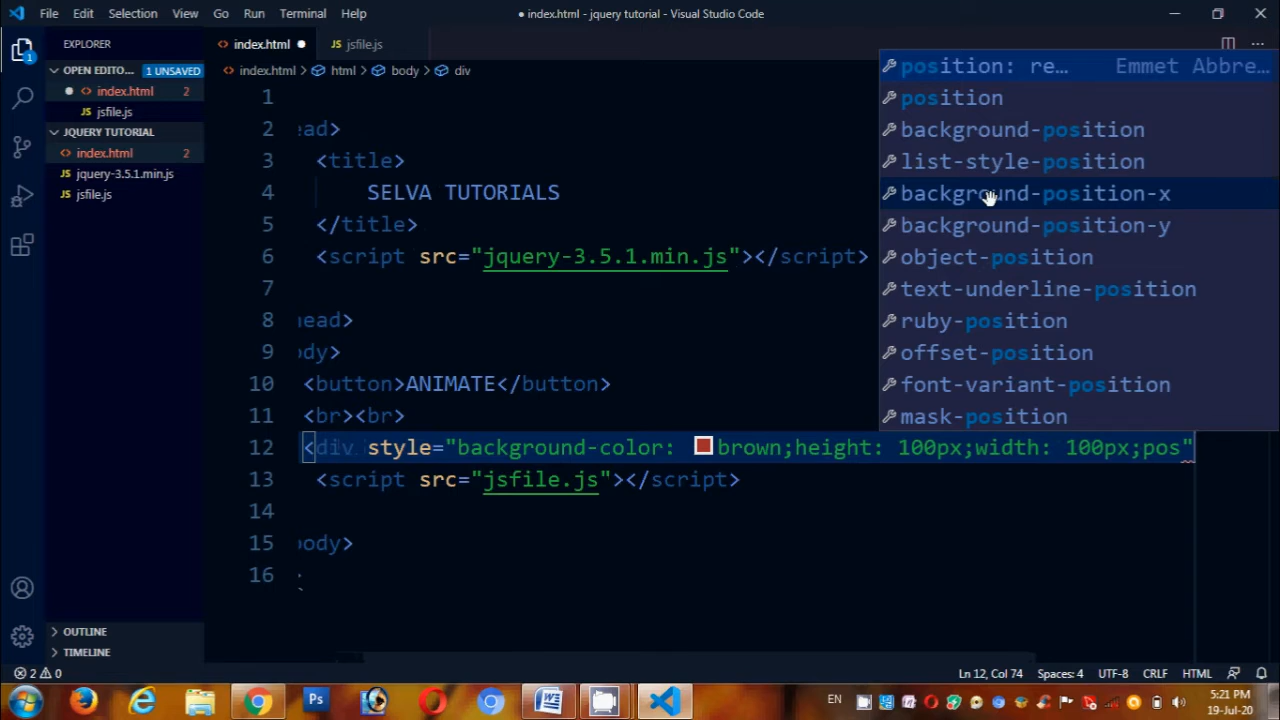 File Edit Selection View Go Run Terminal Help
● index.html - jquery tutorial - Visual Studio Code
EXPLORER
OPEN EDITO... 1 UNSAVED
index.html 2
JS jsfile.js
JQUERY TUTORIAL
index.html 2
jquery-3.5.1.min.js
jsfile.js
OUTLINE
TIMELINE
1
index.html ●
JS jsfile.js
index.html > html > body > div
1
2 ead>
3 <title>
4 SELVA TUTORIALS
5 </title>
6 <script src="jquery-3.5.1.min.js"></script>
7
8 head>
9 ody>
10 <button>ANIMATE</button>
11 <br><br>
12 <div style="background-color: brown;height: 100px;width: 100px;pos"
13 <script src="jsfile.js"></script>
14
15 body>
16
position: re… Emmet Abbre…
position
background-position
list-style-position
background-position-x
background-position-y
object-position
text-underline-position
ruby-position
offset-position
font-variant-position
mask-position
2 0
Ln 12, Col 74 Spaces: 4 UTF-8 CRLF HTML
Ps
W
EN
5:21 PM
19-Jul-20